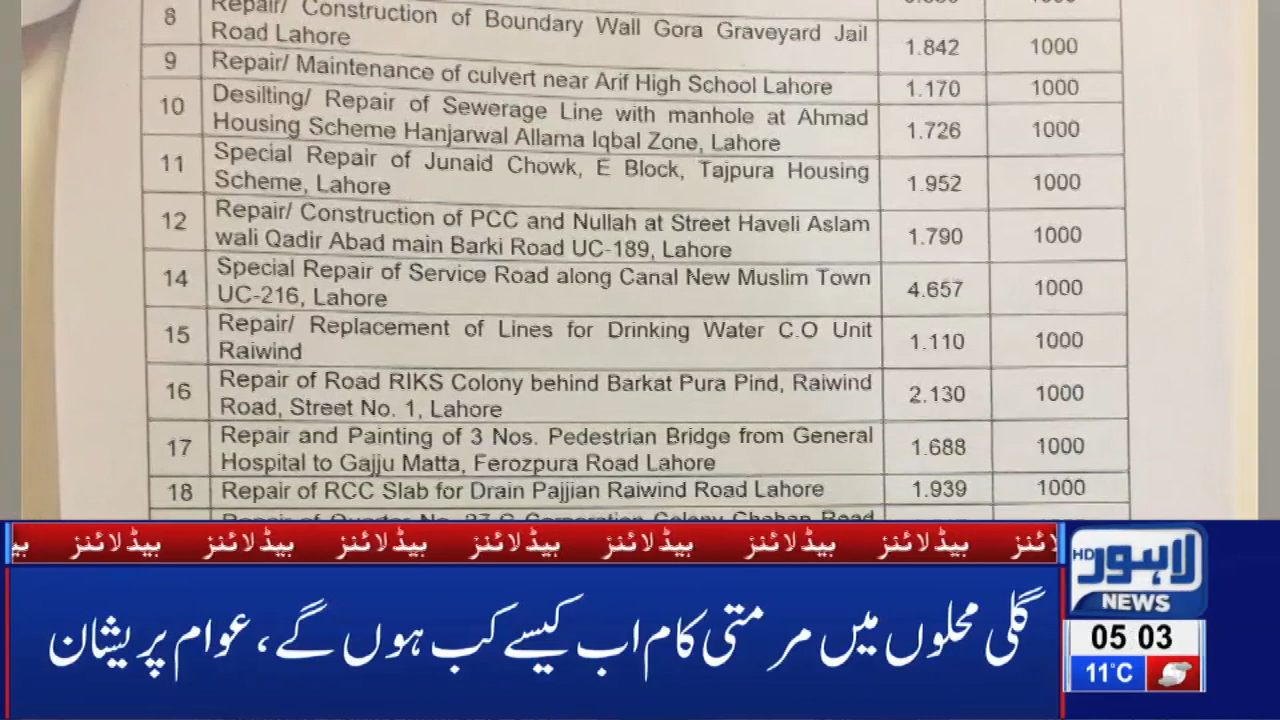 Repair/ Construction of Boundary Wall Gora Graveyard Jail
8 Road Lahore 1.842 1000
9 Repair/ Maintenance of culvert near Arif High School Lahore 1.170 1000
Desilting/ Repair of Sewerage Line with manhole at Ahmad
10 Housing Scheme Hanjarwal Allama Iqbal Zone, Lahore 1.726 1000
Special Repair of Junaid Chowk, E Block, Tajpura Housing
11 Scheme, Lahore 1.952 1000
Repair/ Construction of PCC and Nullah at Street Haveli Aslam
12 wali Qadir Abad main Barki Road UC-189, Lahore 1.790 1000
Special Repair of Service Road along Canal New Muslim Town
14 UC-216, Lahore 4.657 1000
Repair/ Replacement of Lines for Drinking Water C.O Unit
15 Raiwind 1.110 1000
Repair of Road RIKS Colony behind Barkat Pura Pind, Raiwind
16 Road, Street No. 1, Lahore 2.130 1000
Repair and Painting of 3 Nos. Pedestrian Bridge from General
17 Hospital to Gajju Matta, Ferozpura Road Lahore 1.688 1000
18 Repair of RCC Slab for Drain Pajjian Raiwind Road Lahore 1.939 1000
ہیڈلائنز ہیڈلائنز ہیڈلائنز ہیڈلائنز ہیڈلائنز ہیڈلائنز ہیڈلائنز
گلی محلوں میں مرمتی کام اب کیسے کب ہوں گے، عوام پریشان
HD لاہور
NEWS
05 03
11°C